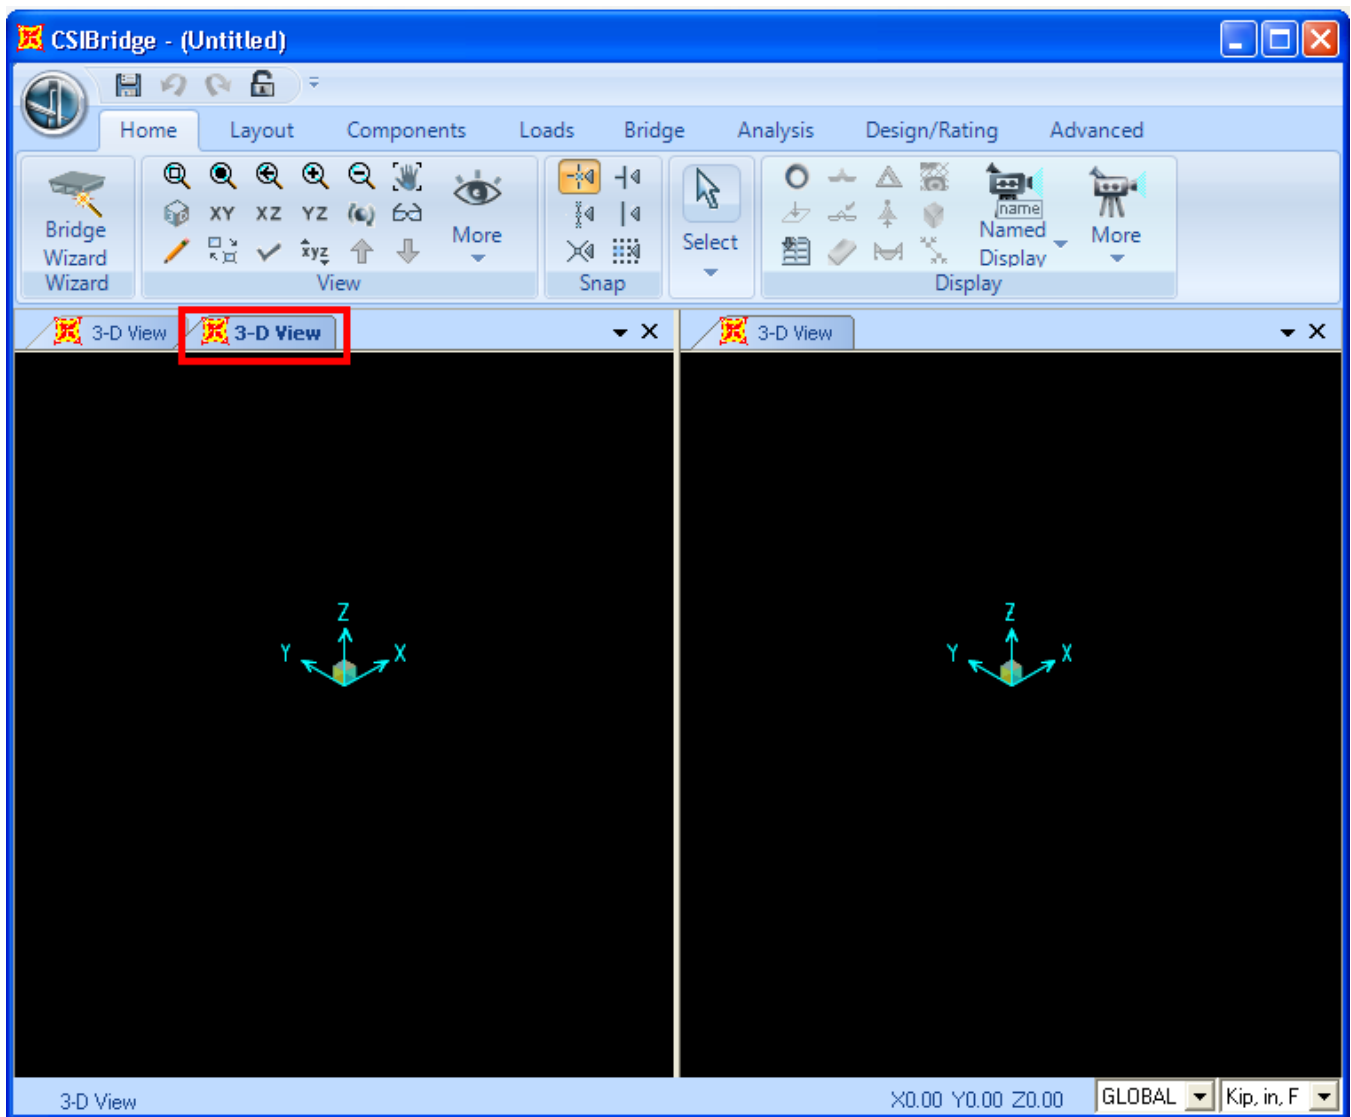 CSIBridge - (Untitled)
Home Layout Components Loads Bridge Analysis Design/Rating Advanced
Bridge
Wizard
Wizard
XY XZ YZ
xyz
More
View
Snap
Select
name
Named
Display
More
Display
3-D View 3-D View
3-D View
Z
Y X
Z
Y X
3-D View
X0.00 Y0.00 Z0.00
GLOBAL
Kip, in, F